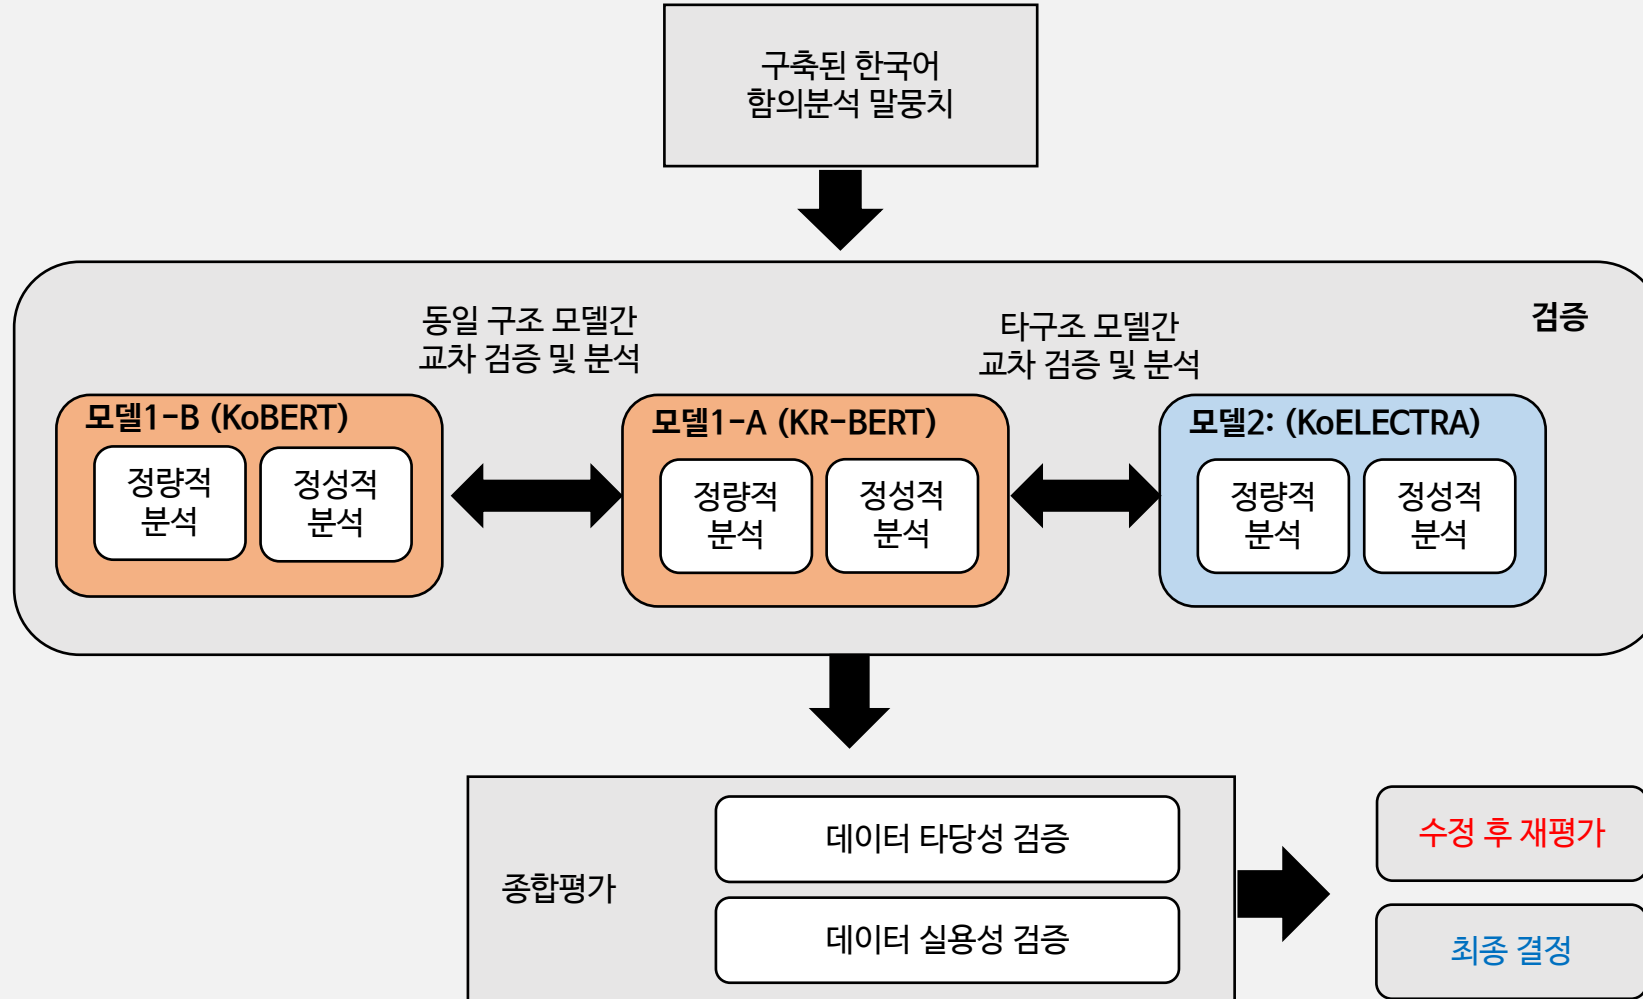 구축된 한국어
함의분석 말뭉치
검증
동일 구조 모델간
교차 검증 및 분석
타구조 모델간
교차 검증 및 분석
모델1-B (KoBERT)
정량적
분석
정성적
분석
모델1-A (KR-BERT)
정량적
분석
정성적
분석
모델2: (KoELECTRA)
정량적
분석
정성적
분석
종합평가
데이터 타당성 검증
데이터 실용성 검증
수정 후 재평가
최종 결정